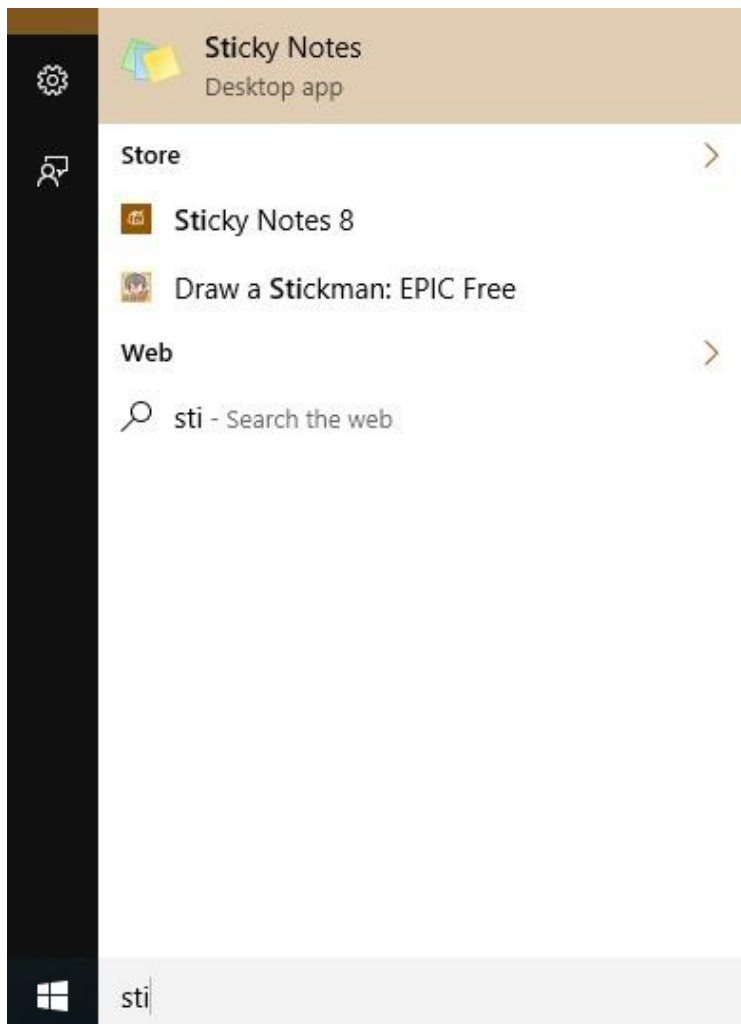 Sticky Notes
Desktop app
Store
Sticky Notes 8
Draw a Stickman: EPIC Free
Web
sti - Search the web
sti